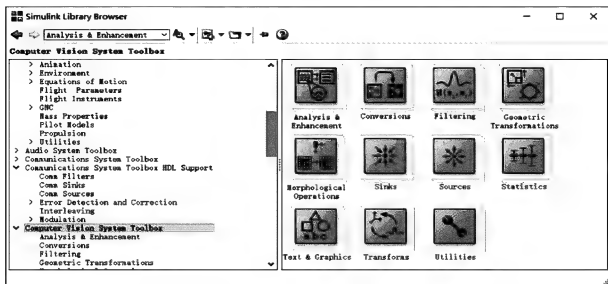 Simulink Library Browser
Analysis & Enhancement
Computer Vision System Toolbox
> Animation
> Environment
> Equations of Motion
Flight Parameters
Flight Instruments
> GNC
Mass Properties
Pilot Models
Propulsion
> Utilities
> Audio System Toolbox
> Communications System Toolbox
Communications System Toolbox HDL Support
Comm Filters
Comm Sinks
Comm Sources
> Error Detection and Correction
Interleaving
> Modulation
Computer Vision System Toolbox
Analysis & Enhancement
Conversions
Filtering
Geometric Transformations
Analysis & Enhancement
Conversions
Filtering
Geometric Transformations
Morphological Operations
Sinks
Sources
Statistics
a b c
Text & Graphics
Transforms
Utilities